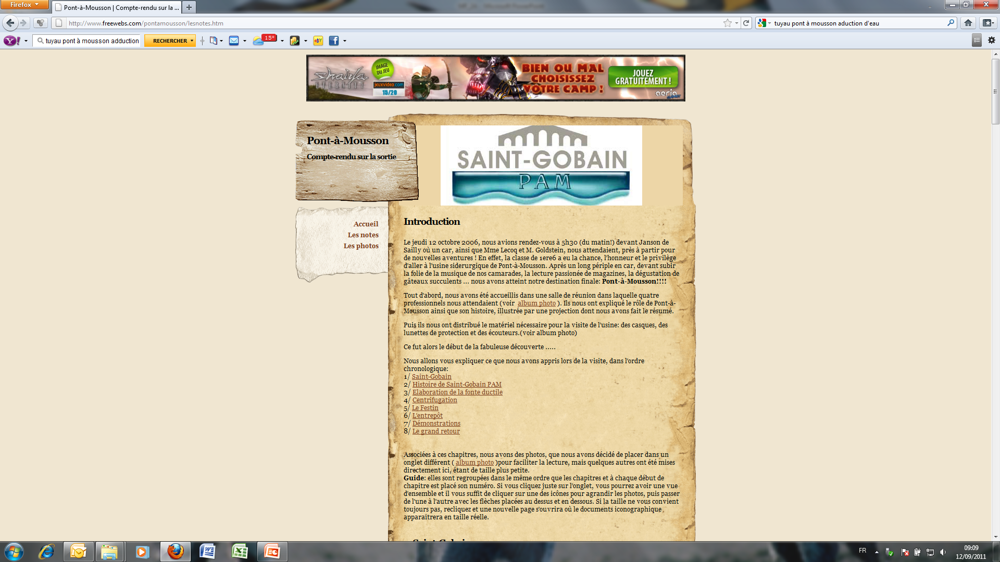 Firefox
Pont-à-Mousson | Compte-rendu sur la ...
http://www.freewebs.com/pontamousson/lesnotes.htm
tuyau pont à mousson aduction d'eau
tuyau pont à mousson adduction
RECHERCHER
15°
Shaiya
ETERNITY
IMAGE
DU JEU
jeuxvideo.com
15/20
BIEN OU MAL
CHOISISSEZ
VOTRE CAMP !
JOUEZ
GRATUITEMENT !
aeria
Pont-à-Mousson
Compte-rendu sur la sortie
SAINT-GOBAIN
PAM
Accueil
Les notes
Les photos
Introduction
Le jeudi 12 octobre 2006, nous avions rendez-vous à 5h30 (du matin!) devant Janson de
Sailly où un car, ainsi que Mme Lecoq et M. Goldstein, nous attendaient, près à partir pour
de nouvelles aventures ! En effet, la classe de 1ere6 a eu la chance, l'honneur et le privilège
d'aller à l'usine siderurgique de Pont-à-Mousson. Après un long périple en car, devant subir
la folie de la musique de nos camarades, la lecture passionée de magazines, la dégustation de
gâteaux succulents ... nous avons atteint notre destination finale: Pont-à-Mousson!!!!
Tout d'abord, nous avons été accueillis dans une salle de réunion dans laquelle quatre
professionnels nous attendaient (voir album photo ). Ils nous ont expliqué le rôle de Pont-à-
Mousson ainsi que son histoire, illustrée par une projection dont nous avons fait le résumé.
Puis ils nous ont distribué le matériel nécessaire pour la visite de l'usine: des casques, des
lunettes de protection et des écouteurs.(voir album photo)
Ce fut alors le début de la fabuleuse découverte .....
Nous allons vous expliquer ce que nous avons appris lors de la visite, dans l'ordre
chronologique:
1/ Saint-Gobain
2/ Histoire de Saint-Gobain PAM
3/ Elaboration de la fonte ductile
4/ Centrifugation
5/ Le Festin
6/ L'entrepôt
7/ Démonstrations
8/ Le grand retour
Associées à ces chapitres, nous avons des photos, que nous avons décidé de placer dans un
onglet différent ( album photo )pour faciliter la lecture, mais quelques autres ont été mises
directement ici, étant de taille plus petite.
Guide: elles sont regroupées dans le même ordre que les chapitres et à chaque début de
chapitre est placé son numéro. Si vous cliquez juste sur l'onglet, vous pourrez avoir une vue
d'ensemble et il vous suffit de cliquer sur une des icônes pour agrandir les photos, puis passer
de l'une à l'autre avec les flèches placées au dessus et en dessous. Si la taille ne vous convient
toujours pas, recliquez et une nouvelle page s'ouvrira où le documents iconographique
apparaîtrera en taille réelle.
FR
09:09
12/09/2011